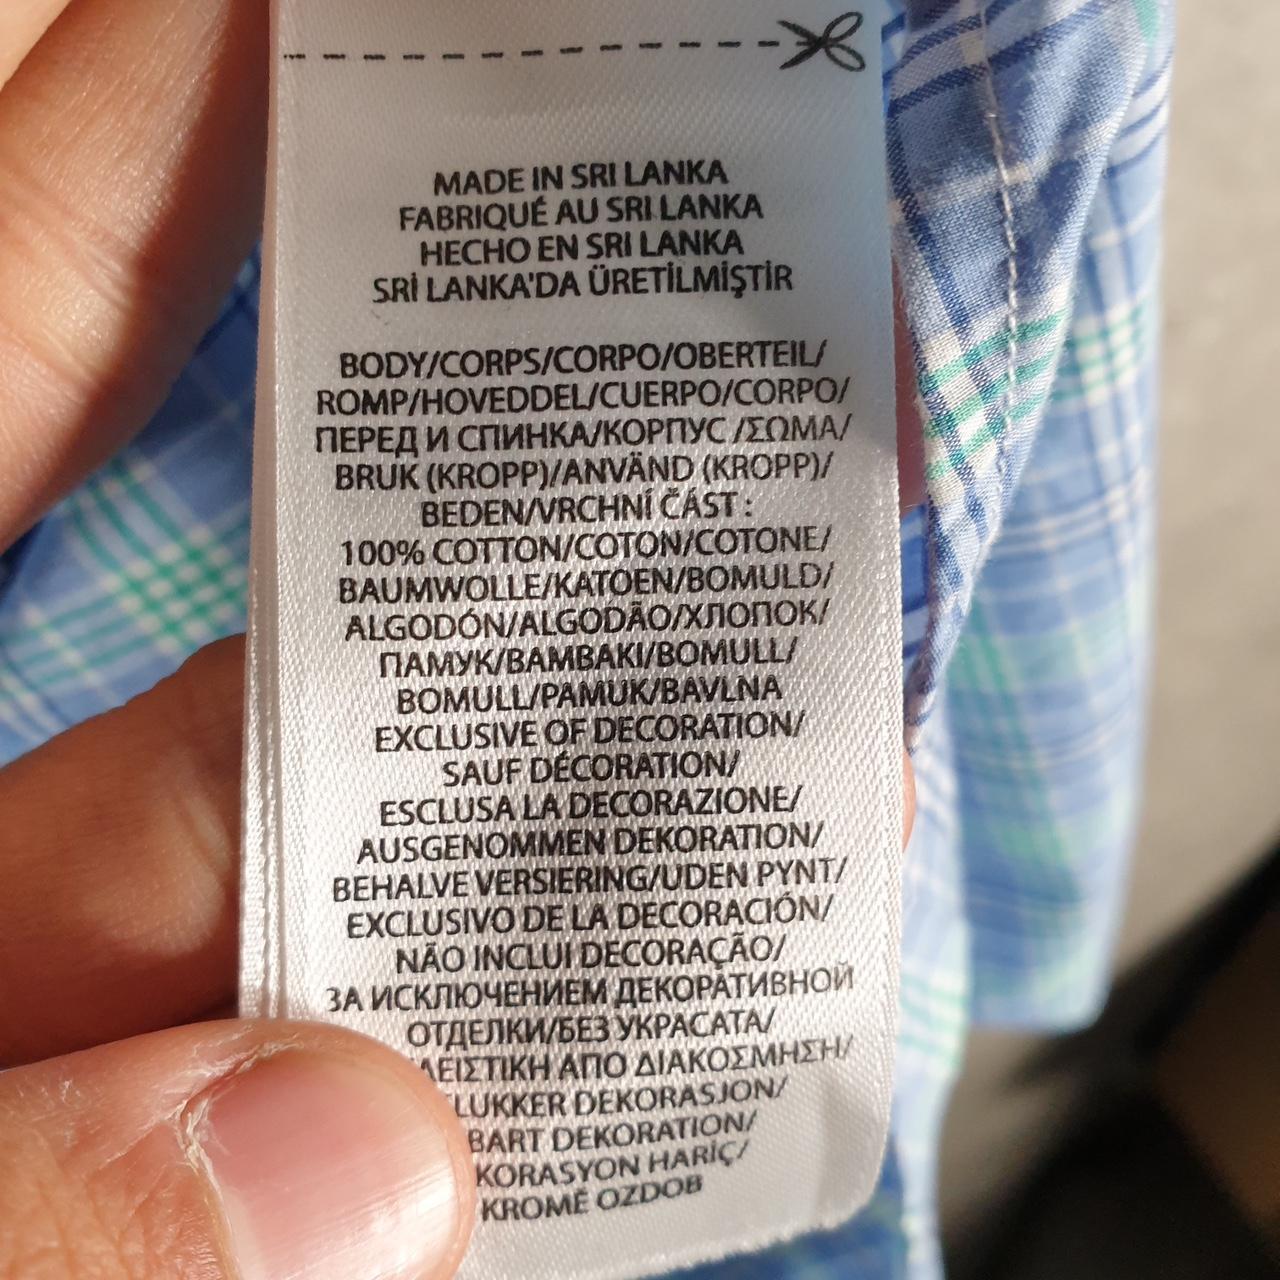 MADE IN SRI LANKA
FABRIQUÉ AU SRI LANKA
HECHO EN SRI LANKA
SRİ LANKA'DA ÜRETİLMİŞTİR
BODY/CORPS/CORPO/OBERTEIL/
ROMP/HOVEDDEL/CUERPO/CORPO/
ПЕРЕД И СПИНКА/КОРПУС /ΣΩΜΑ/
BRUK (KROPP)/ANVÄND (KROPP)/
BEDEN/VRCHNÍ ČÁST :
100% COTTON/COTON/COTONE/
BAUMWOLLE/KATOEN/BOMULD/
ALGODÓN/ALGODÃO/ХЛОПОК/
ПАМУК/ΒΑΜΒΑΚΙ/BOMULL/
BOMULL/PAMUK/BAVLNA
EXCLUSIVE OF DECORATION/
SAUF DÉCORATION/
ESCLUSA LA DECORAZIONE/
AUSGENOMMEN DEKORATION/
BEHALVE VERSIERING/UDEN PYNT/
EXCLUSIVO DE LA DECORACIÓN/
NÃO INCLUI DECORAÇÃO/
ЗА ИСКЛЮЧЕНИЕМ ДЕКОРАТИВНОЙ
ОТДЕЛКИ/БЕЗ УКРАСАТА/
ΛΕΙΣΤΙΚΗ ΑΠΟ ΔΙΑΚΟΣΜΗΣΗ/
LUKKER DEKORASJON/
BART DEKORATION/
KORASYON HARİÇ/
KROMĚ OZDOB